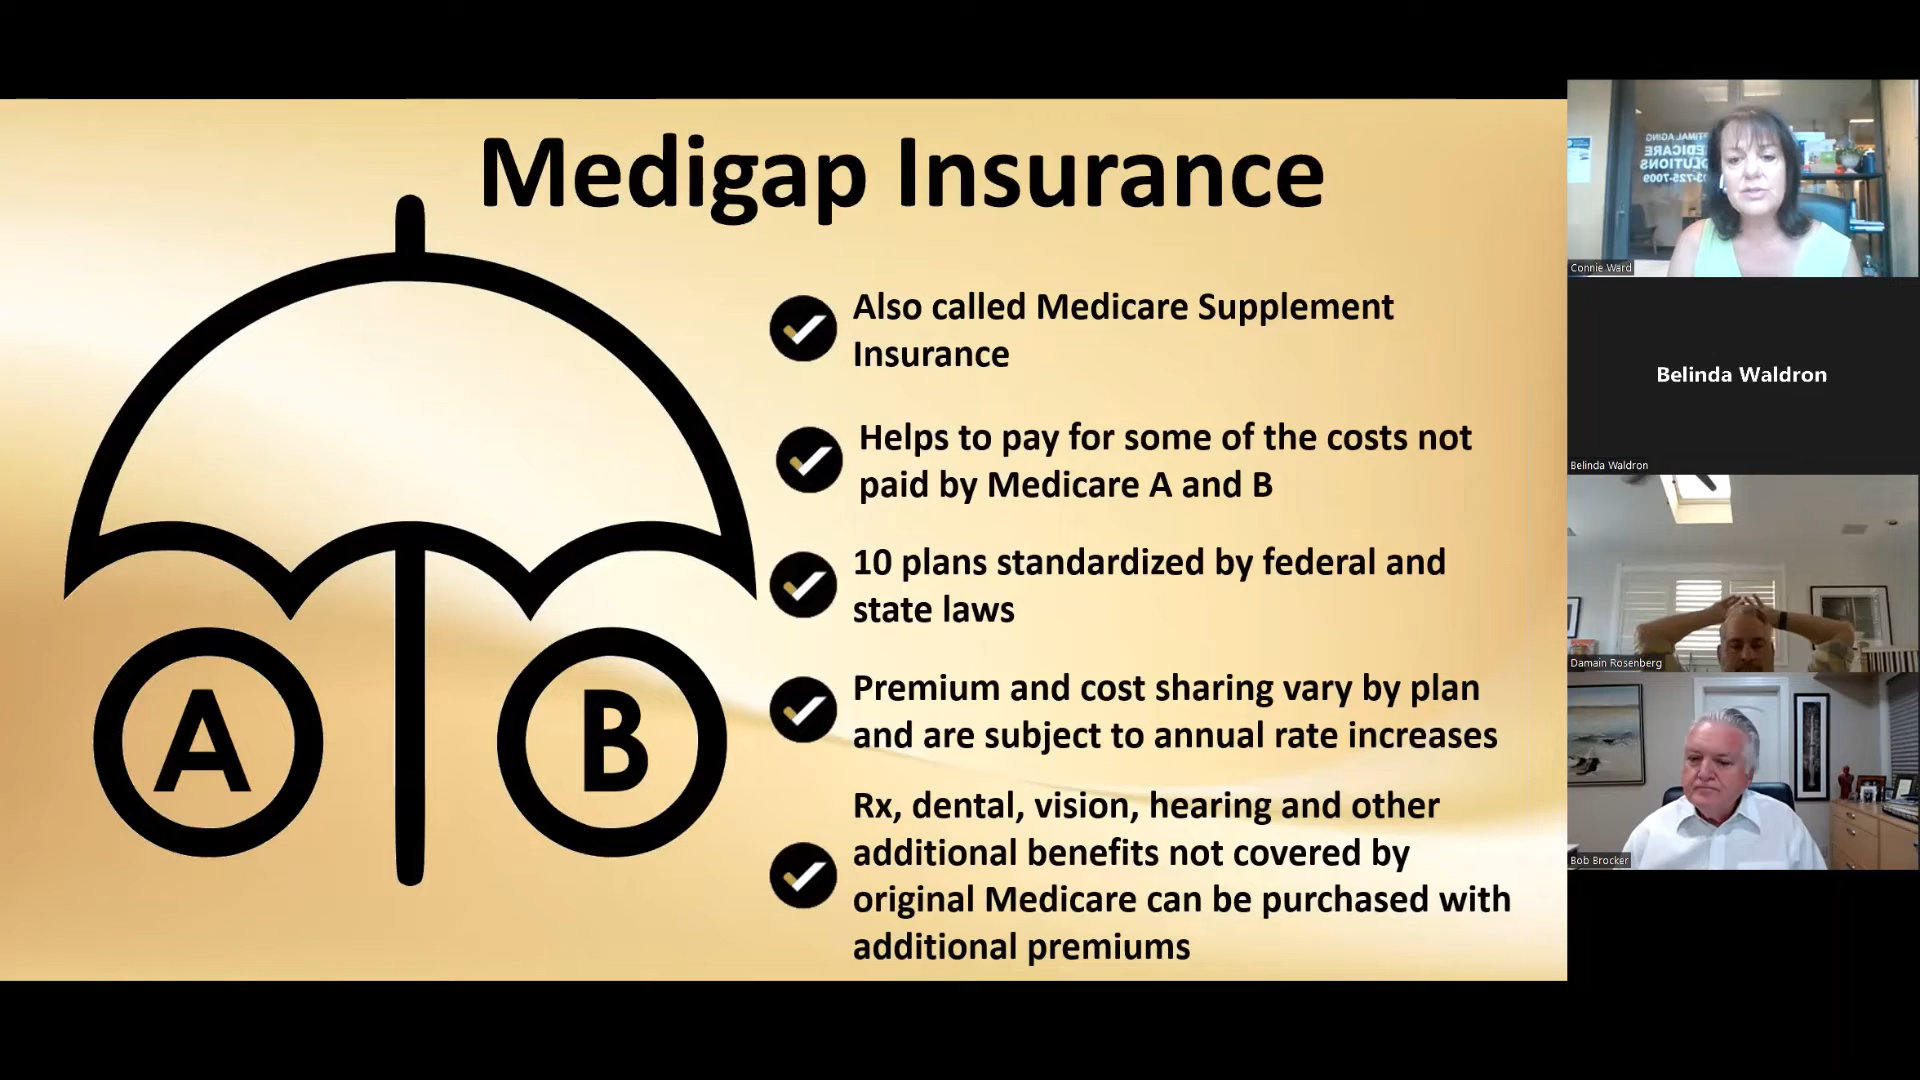 Medigap Insurance
Also called Medicare Supplement
Insurance
Helps to pay for some of the costs not
paid by Medicare A and B
10 plans standardized by federal and
state laws
Premium and cost sharing vary by plan
and are subject to annual rate increases
Rx, dental, vision, hearing and other
additional benefits not covered by
original Medicare can be purchased with
additional premiums
A
B
AGING
Connie Ward
Belinda Waldron
Belinda Waldron
Damain Rosenberg
Bob Brocker